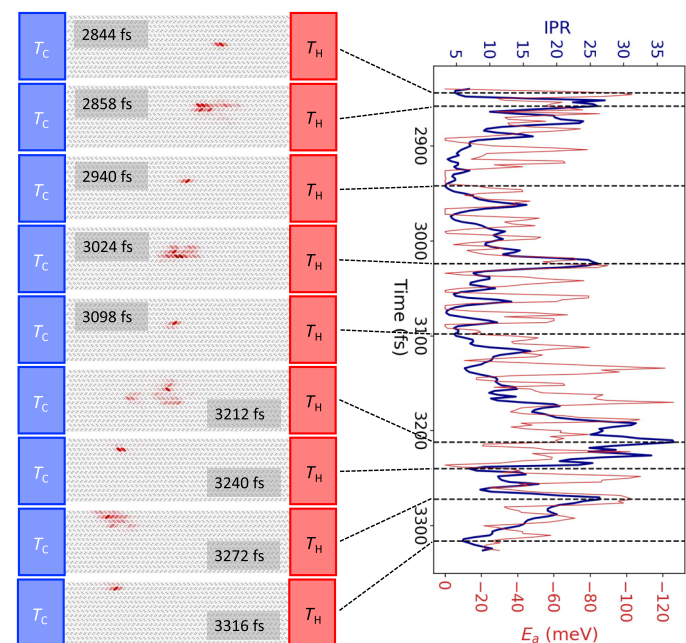 IPR
5 10 15 20 25 30 35
T_C 2844 fs T_H
T_C 2858 fs T_H
T_C 2940 fs T_H
T_C 3024 fs T_H
T_C 3098 fs T_H
T_C 3212 fs T_H
T_C 3240 fs T_H
T_C 3272 fs T_H
T_C 3316 fs T_H
2900 3000 3100 3200 3300
Time (fs)
0 −20 −40 −60 −80 −100 −120
E_a (meV)